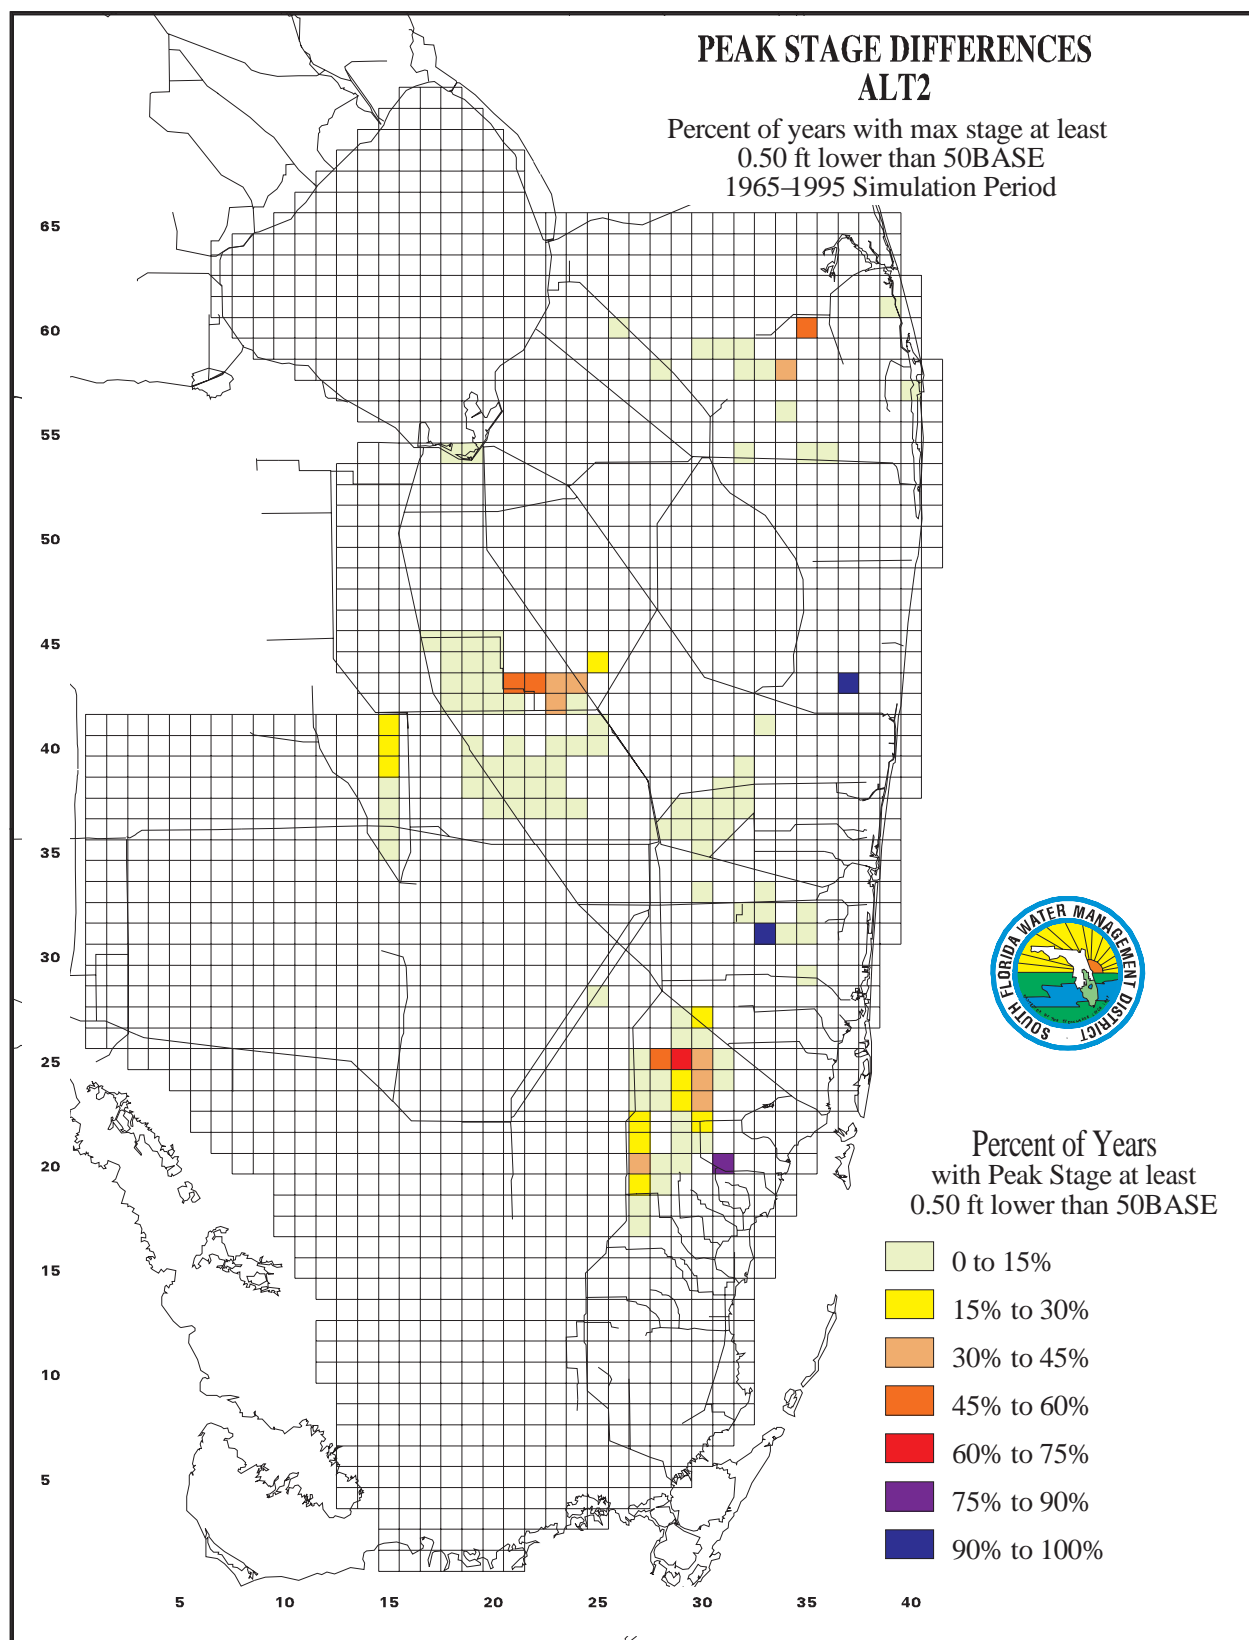 PEAK STAGE DIFFERENCES
ALT2
Percent of years with max stage at least
0.50 ft lower than 50BASE
1965–1995 Simulation Period
65
60
55
50
45
40
35
30
25
20
15
10
5
5
10
15
20
25
30
35
40
SOUTH FLORIDA WATER MANAGEMENT DISTRICT
Percent of Years
with Peak Stage at least
0.50 ft lower than 50BASE
0 to 15%
15% to 30%
30% to 45%
45% to 60%
60% to 75%
75% to 90%
90% to 100%